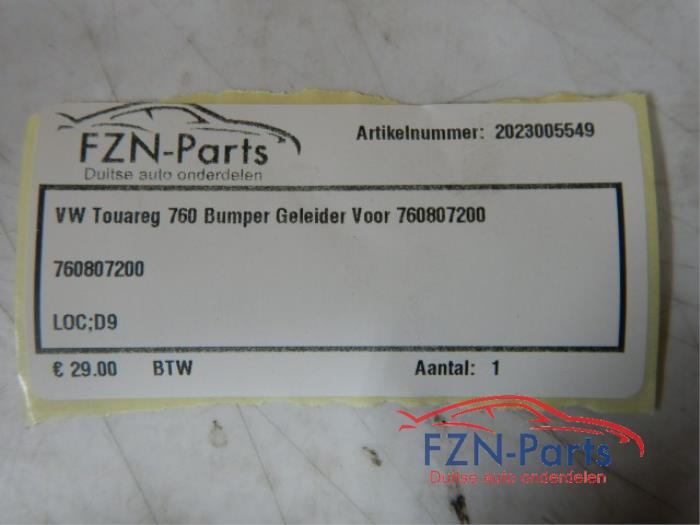 FZN-Parts
Duitse auto onderdelen
Artikelnummer: 2023005549
VW Touareg 760 Bumper Geleider Voor 760807200
760807200
LOC;D9
€ 29.00 BTW Aantal: 1
FZN-Parts
Duitse auto onderdelen